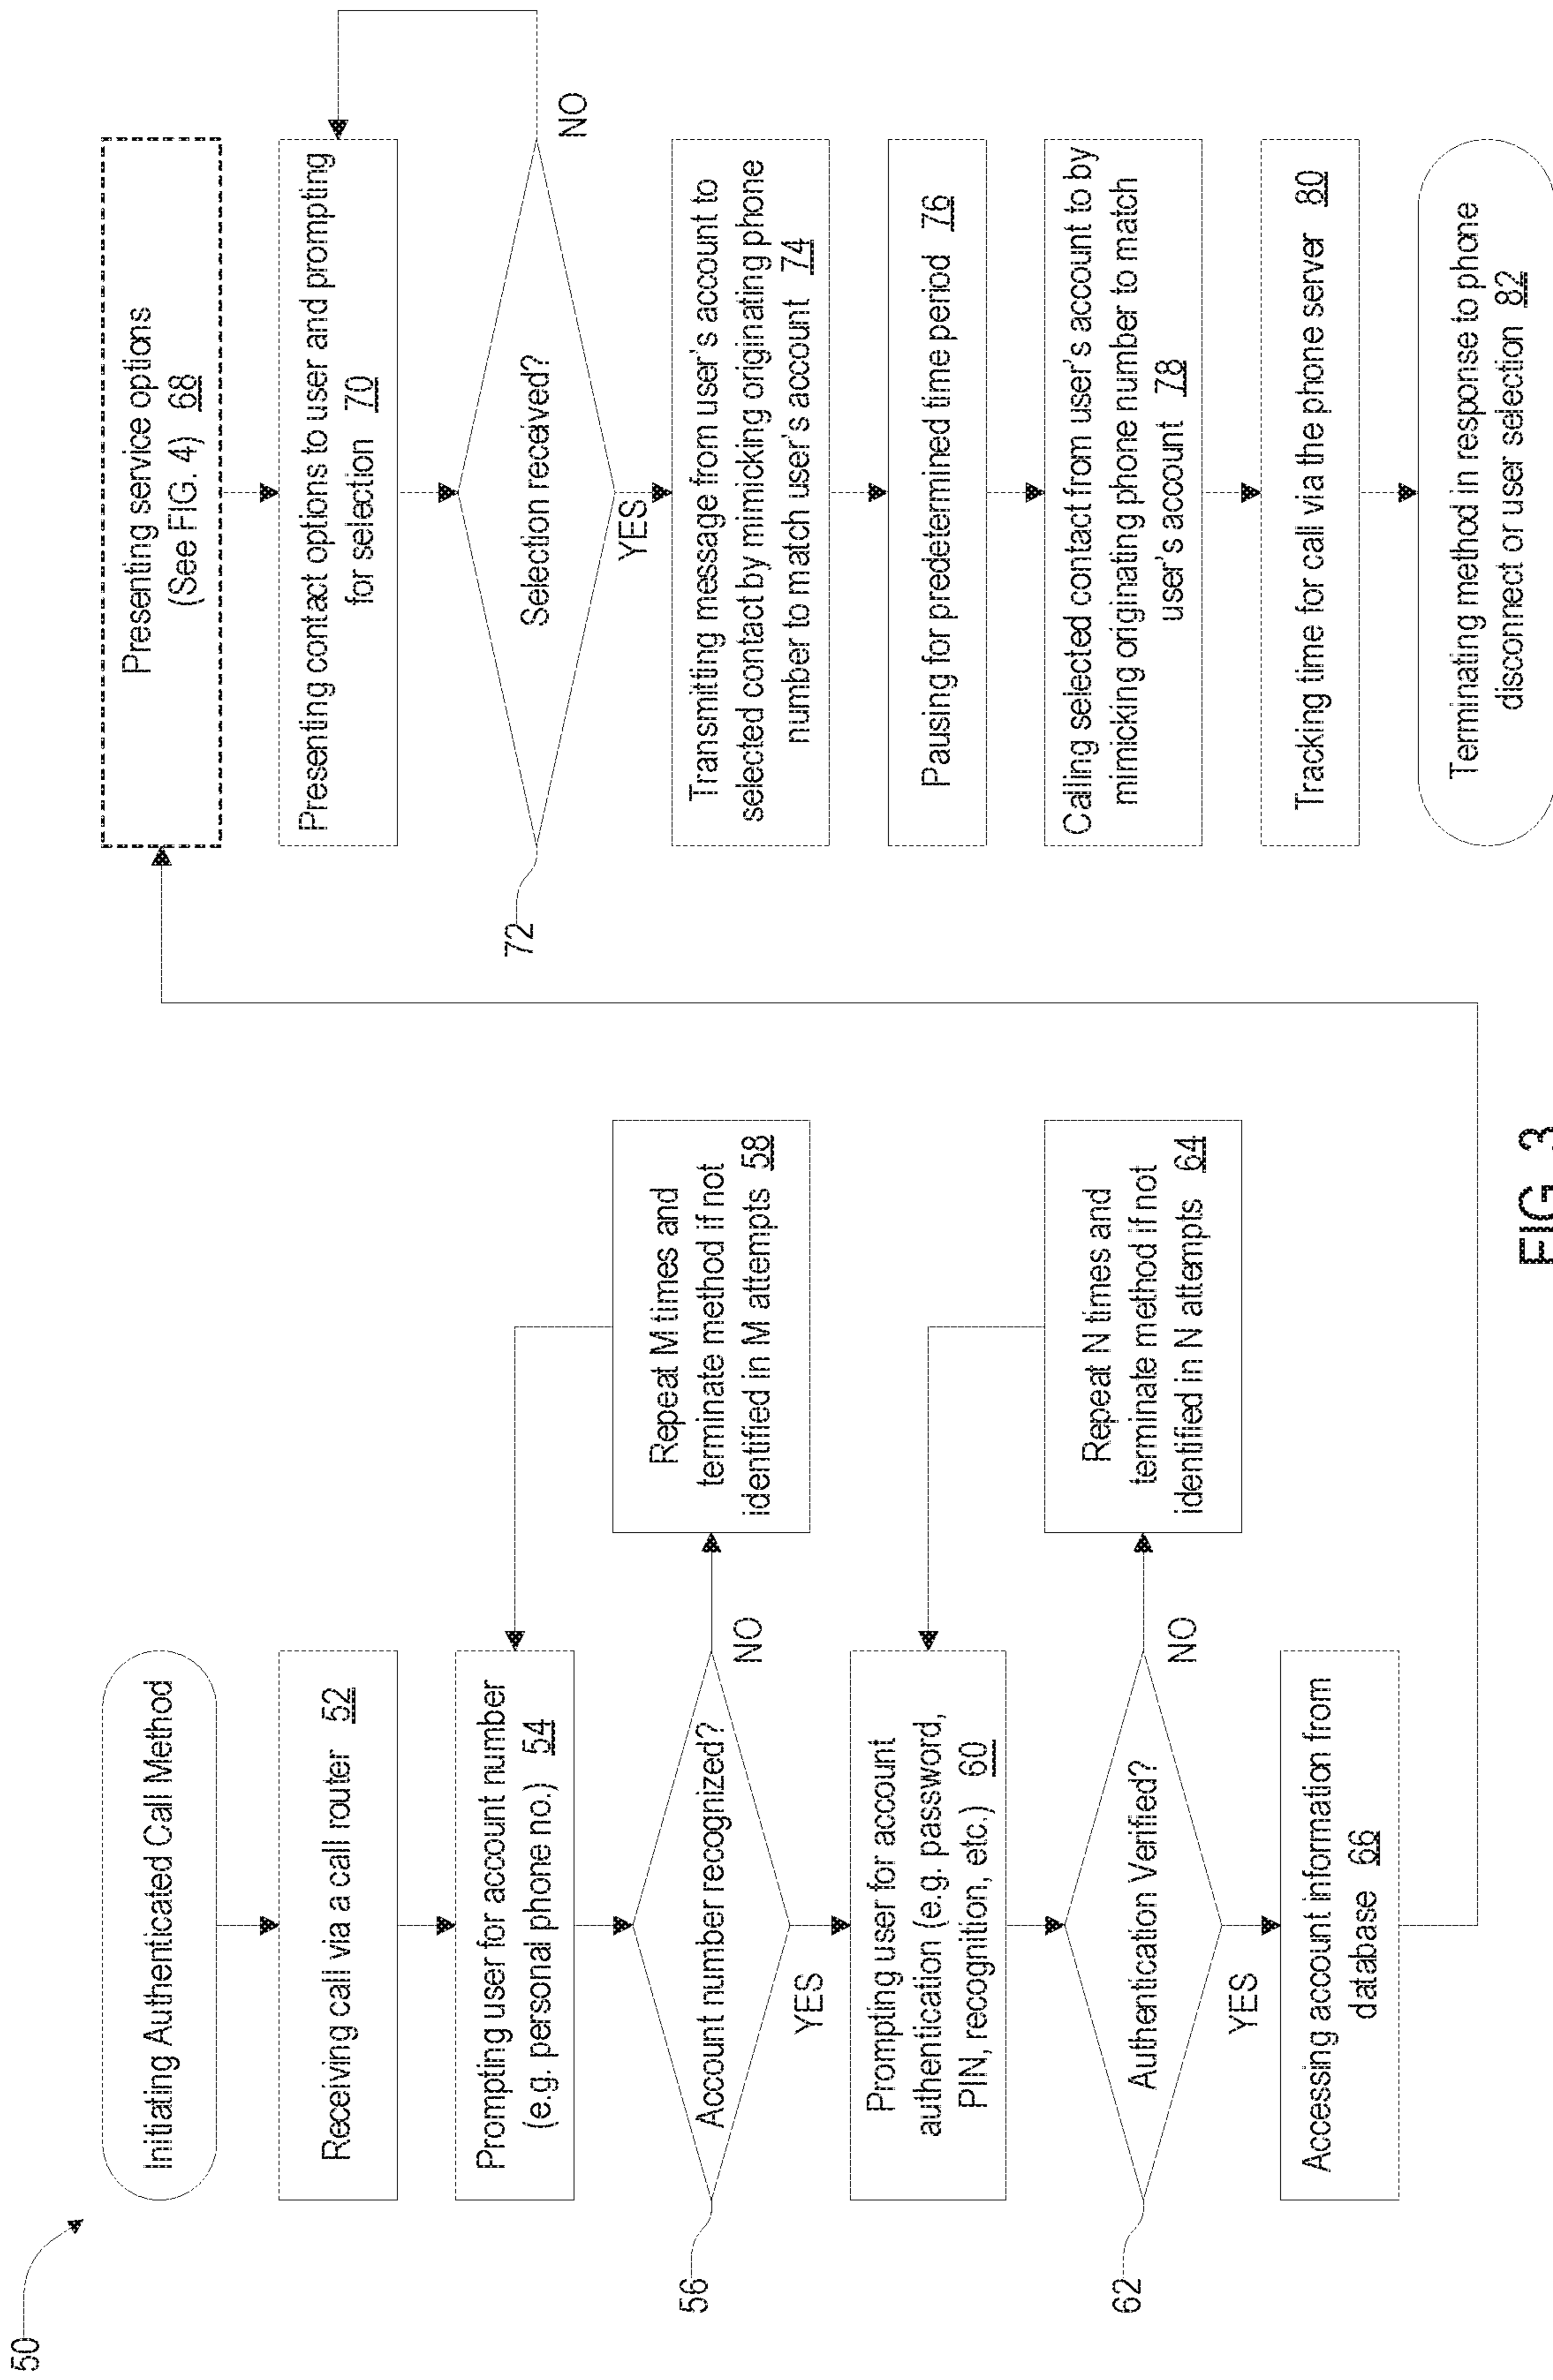 50
Initiating Authenticated Call Method
Receiving call via a call router 52
Prompting user for account number
(e.g. personal phone no.) 54
Account number recognized?
56
NO
Repeat M times and
terminate method if not
identified in M attempts 58
YES
Prompting user for account
authentication (e.g. password,
PIN, recognition, etc.) 60
Authentication Verified?
62
NO
Repeat N times and
terminate method if not
identified in N attempts 64
YES
Accessing account information from
database 66
Presenting service options
(See FIG. 4) 68
Presenting contact options to user and prompting
for selection 70
Selection received?
72
NO
YES
Transmitting message from user's account to
selected contact by mimicking originating phone
number to match user's account 74
Pausing for predetermined time period 76
Calling selected contact from user's account to by
mimicking originating phone number to match
user's account 78
Tracking time for call via the phone server 80
Terminating method in response to phone
disconnect or user selection 82
FIG. 3